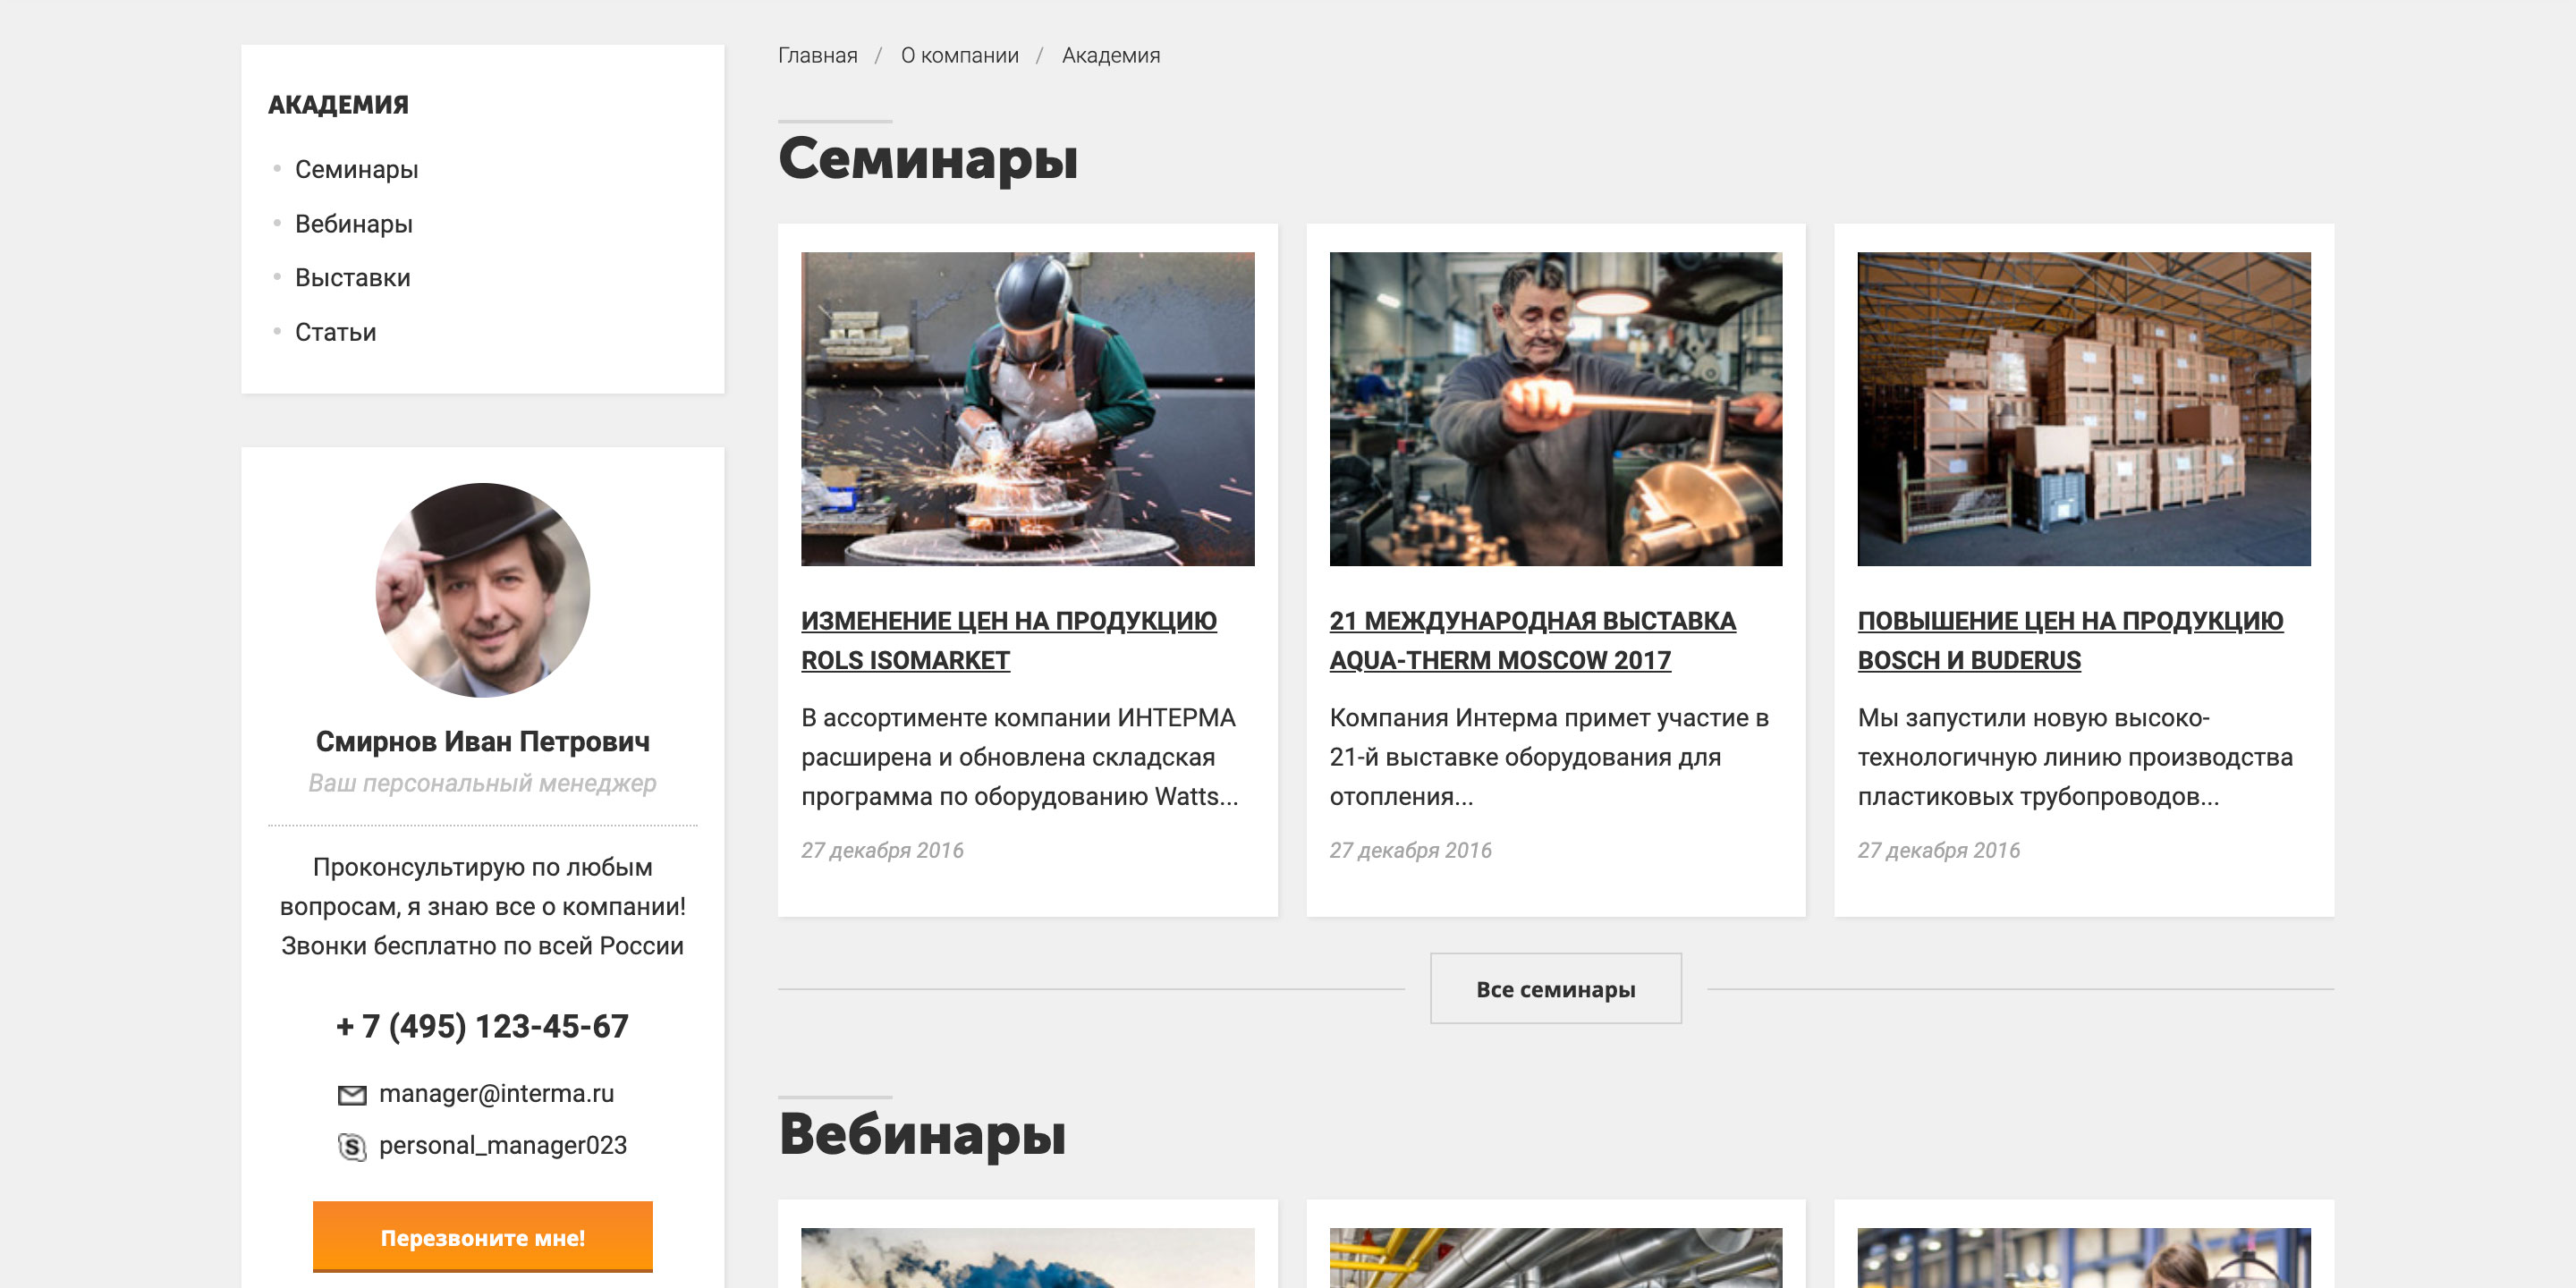 АКАДЕМИЯ
Семинары
Вебинары
Выставки
Статьи
Смирнов Иван Петрович
Ваш персональный менеджер
Проконсультирую по любым
вопросам, я знаю все о компании!
Звонки бесплатно по всей России
+ 7 (495) 123-45-67
manager@interma.ru
personal_manager023
Перезвоните мне!
Главная / О компании / Академия
Семинары
ИЗМЕНЕНИЕ ЦЕН НА ПРОДУКЦИЮ
ROLS ISOMARKET
В ассортименте компании ИНТЕРМА
расширена и обновлена складская
программа по оборудованию Watts...
27 декабря 2016
21 МЕЖДУНАРОДНАЯ ВЫСТАВКА
AQUA-THERM MOSCOW 2017
Компания Интерма примет участие в
21-й выставке оборудования для
отопления...
27 декабря 2016
ПОВЫШЕНИЕ ЦЕН НА ПРОДУКЦИЮ
BOSCH И BUDERUS
Мы запустили новую высоко-
технологичную линию производства
пластиковых трубопроводов...
27 декабря 2016
Все семинары
Вебинары